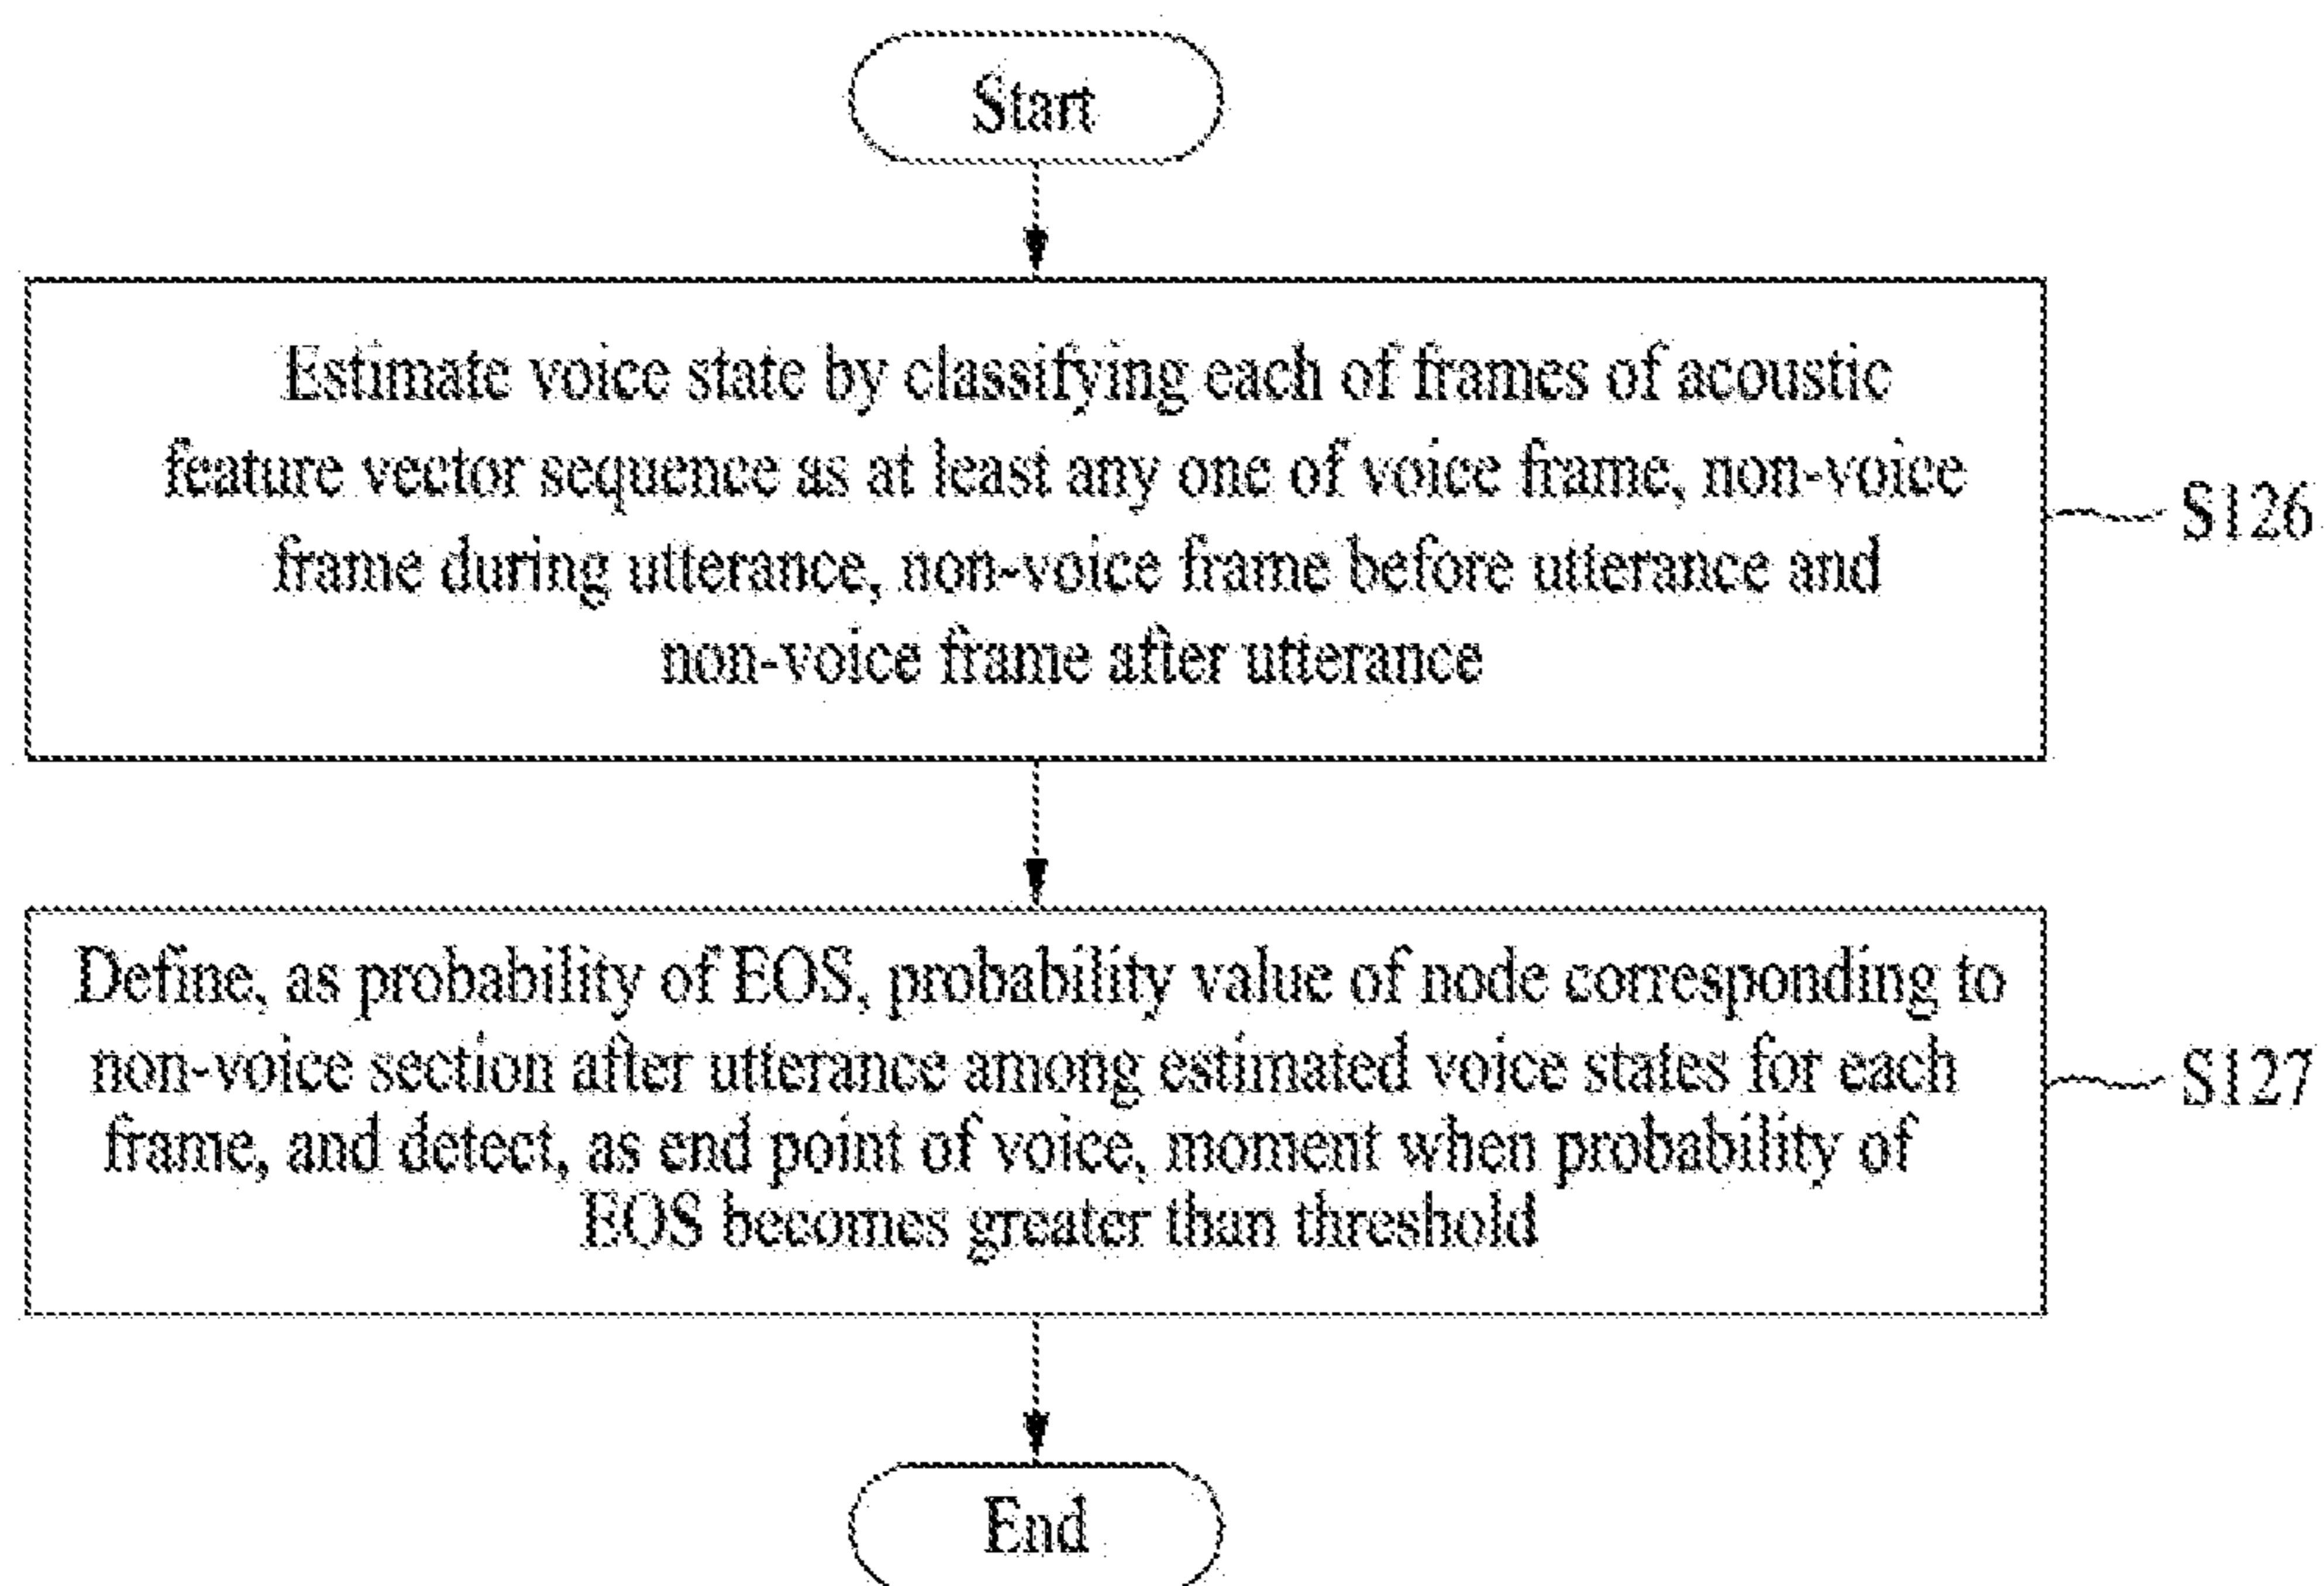 Start
Estimate voice state by classifying each of frames of acoustic
feature vector sequence as at least any one of voice frame, non-voice
frame during utterance, non-voice frame before utterance and
non-voice frame after utterance
S126
Define, as probability of EOS, probability value of node corresponding to
non-voice section after utterance among estimated voice states for each
frame, and detect, as end point of voice, moment when probability of
EOS becomes greater than threshold
S127
End